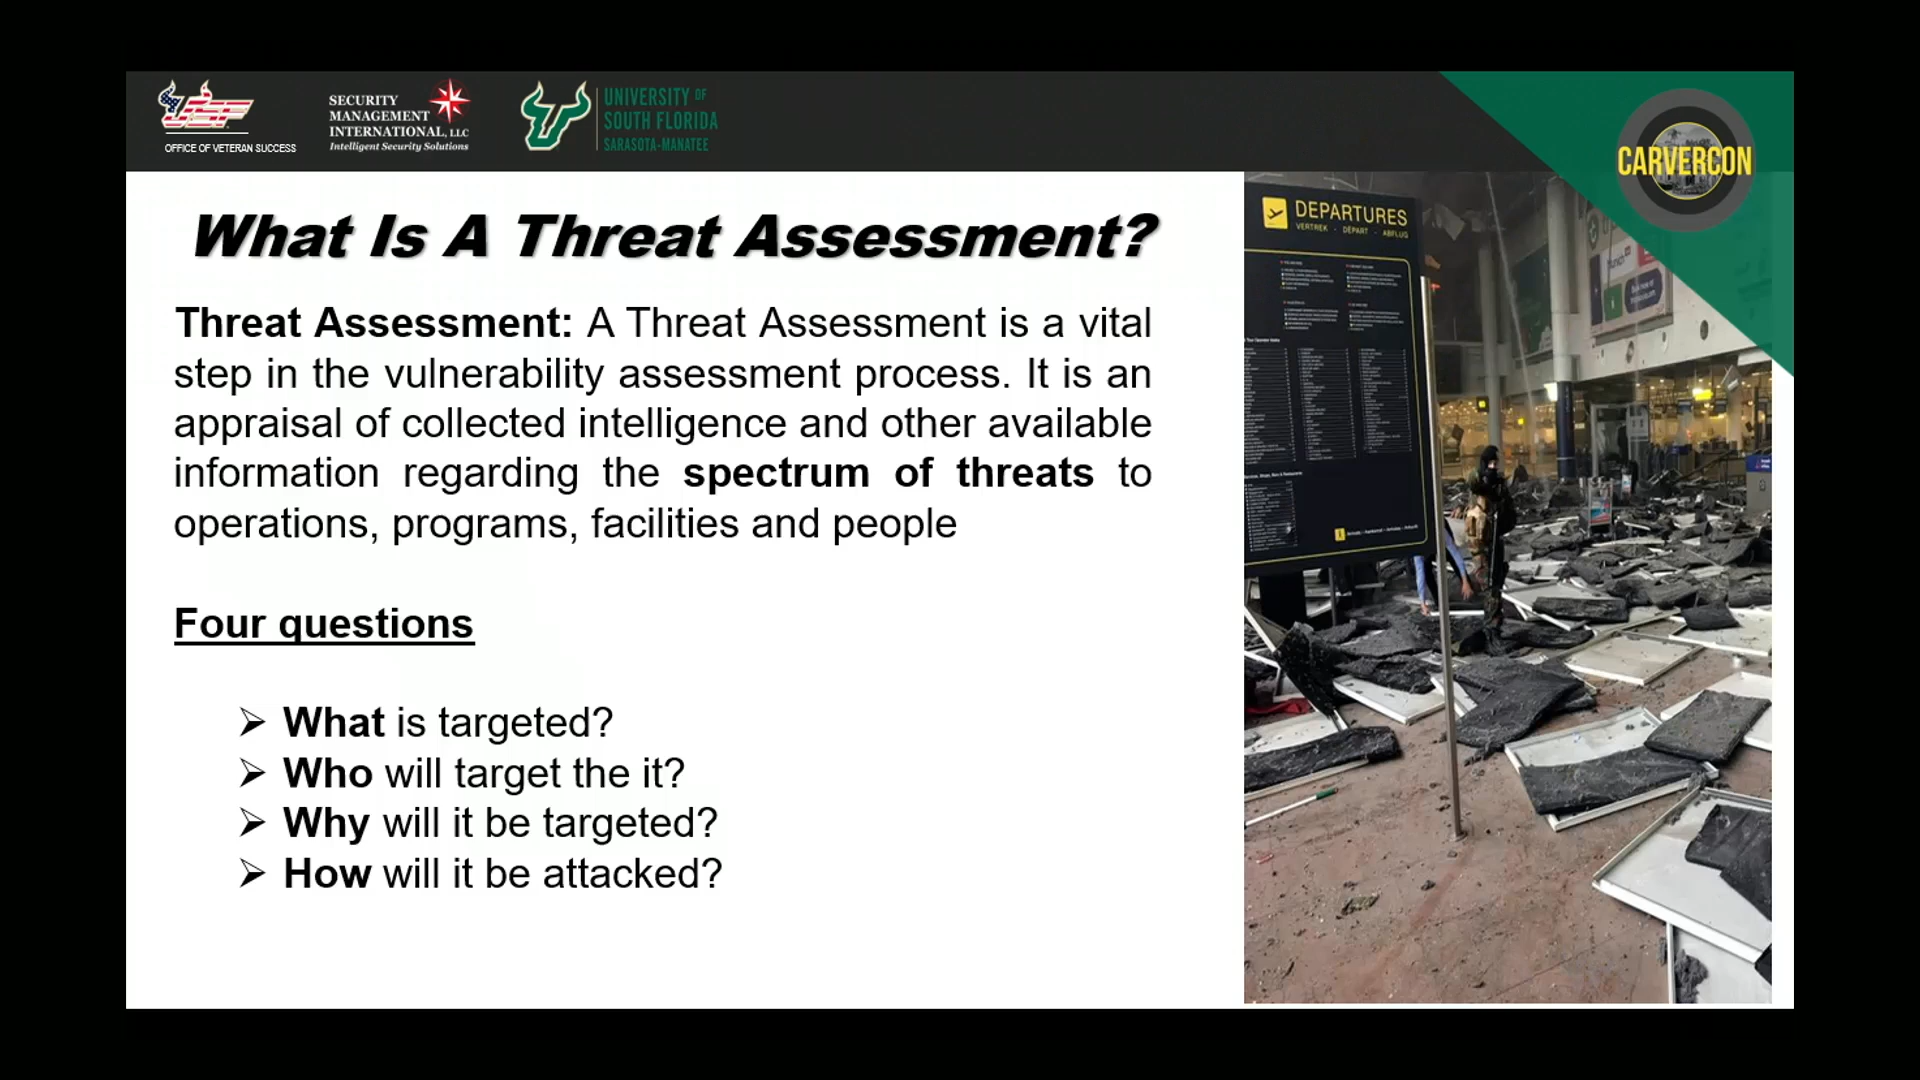 USF
OFFICE OF VETERAN SUCCESS
SECURITY
MANAGEMENT
INTERNATIONAL, LLC
Intelligent Security Solutions
UNIVERSITY OF
SOUTH FLORIDA
SARASOTA-MANATEE
CARVERCON
What Is A Threat Assessment?
Threat Assessment: A Threat Assessment is a vital
step in the vulnerability assessment process. It is an
appraisal of collected intelligence and other available
information regarding the spectrum of threats to
operations, programs, facilities and people
Four questions
➢ What is targeted?
➢ Who will target the it?
➢ Why will it be targeted?
➢ How will it be attacked?
DEPARTURES
VERTREK - DÉPART - ABFLUG